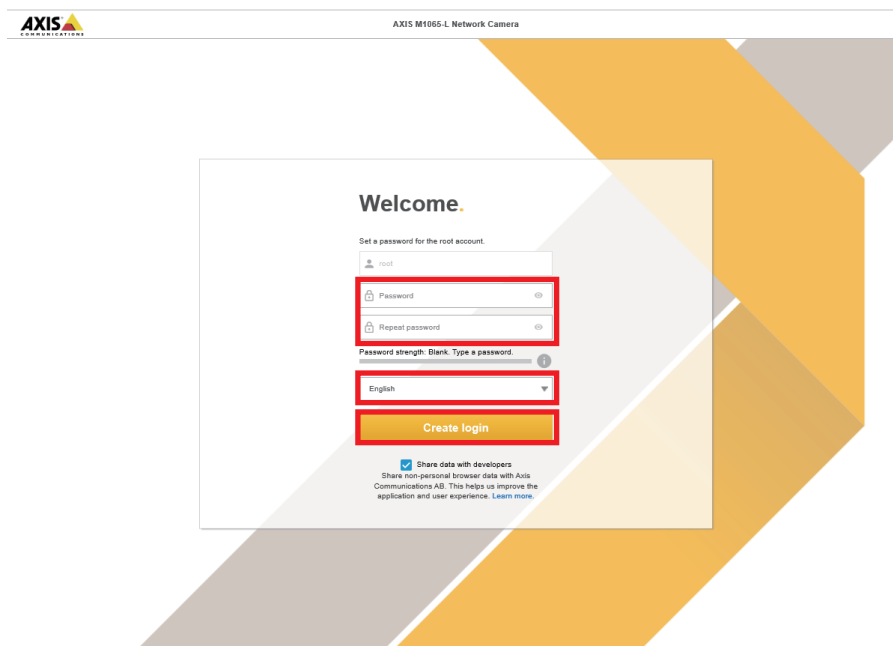 AXIS
COMMUNICATIONS
AXIS M1065-L Network Camera
Welcome.
Set a password for the root account.
root
Password
Repeat password
Password strength: Blank. Type a password.
i
English
Create login
Share data with developers
Share non-personal browser data with Axis
Communications AB. This helps us improve the
application and user experience. Learn more.